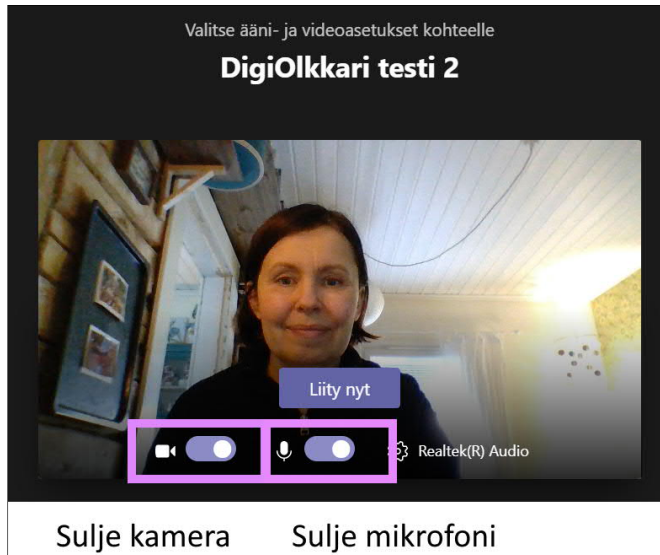 Valitse ääni- ja videoasetukset kohteelle
DigiOlkkari testi 2
Liity nyt
Realtek(R) Audio
Sulje kamera Sulje mikrofoni